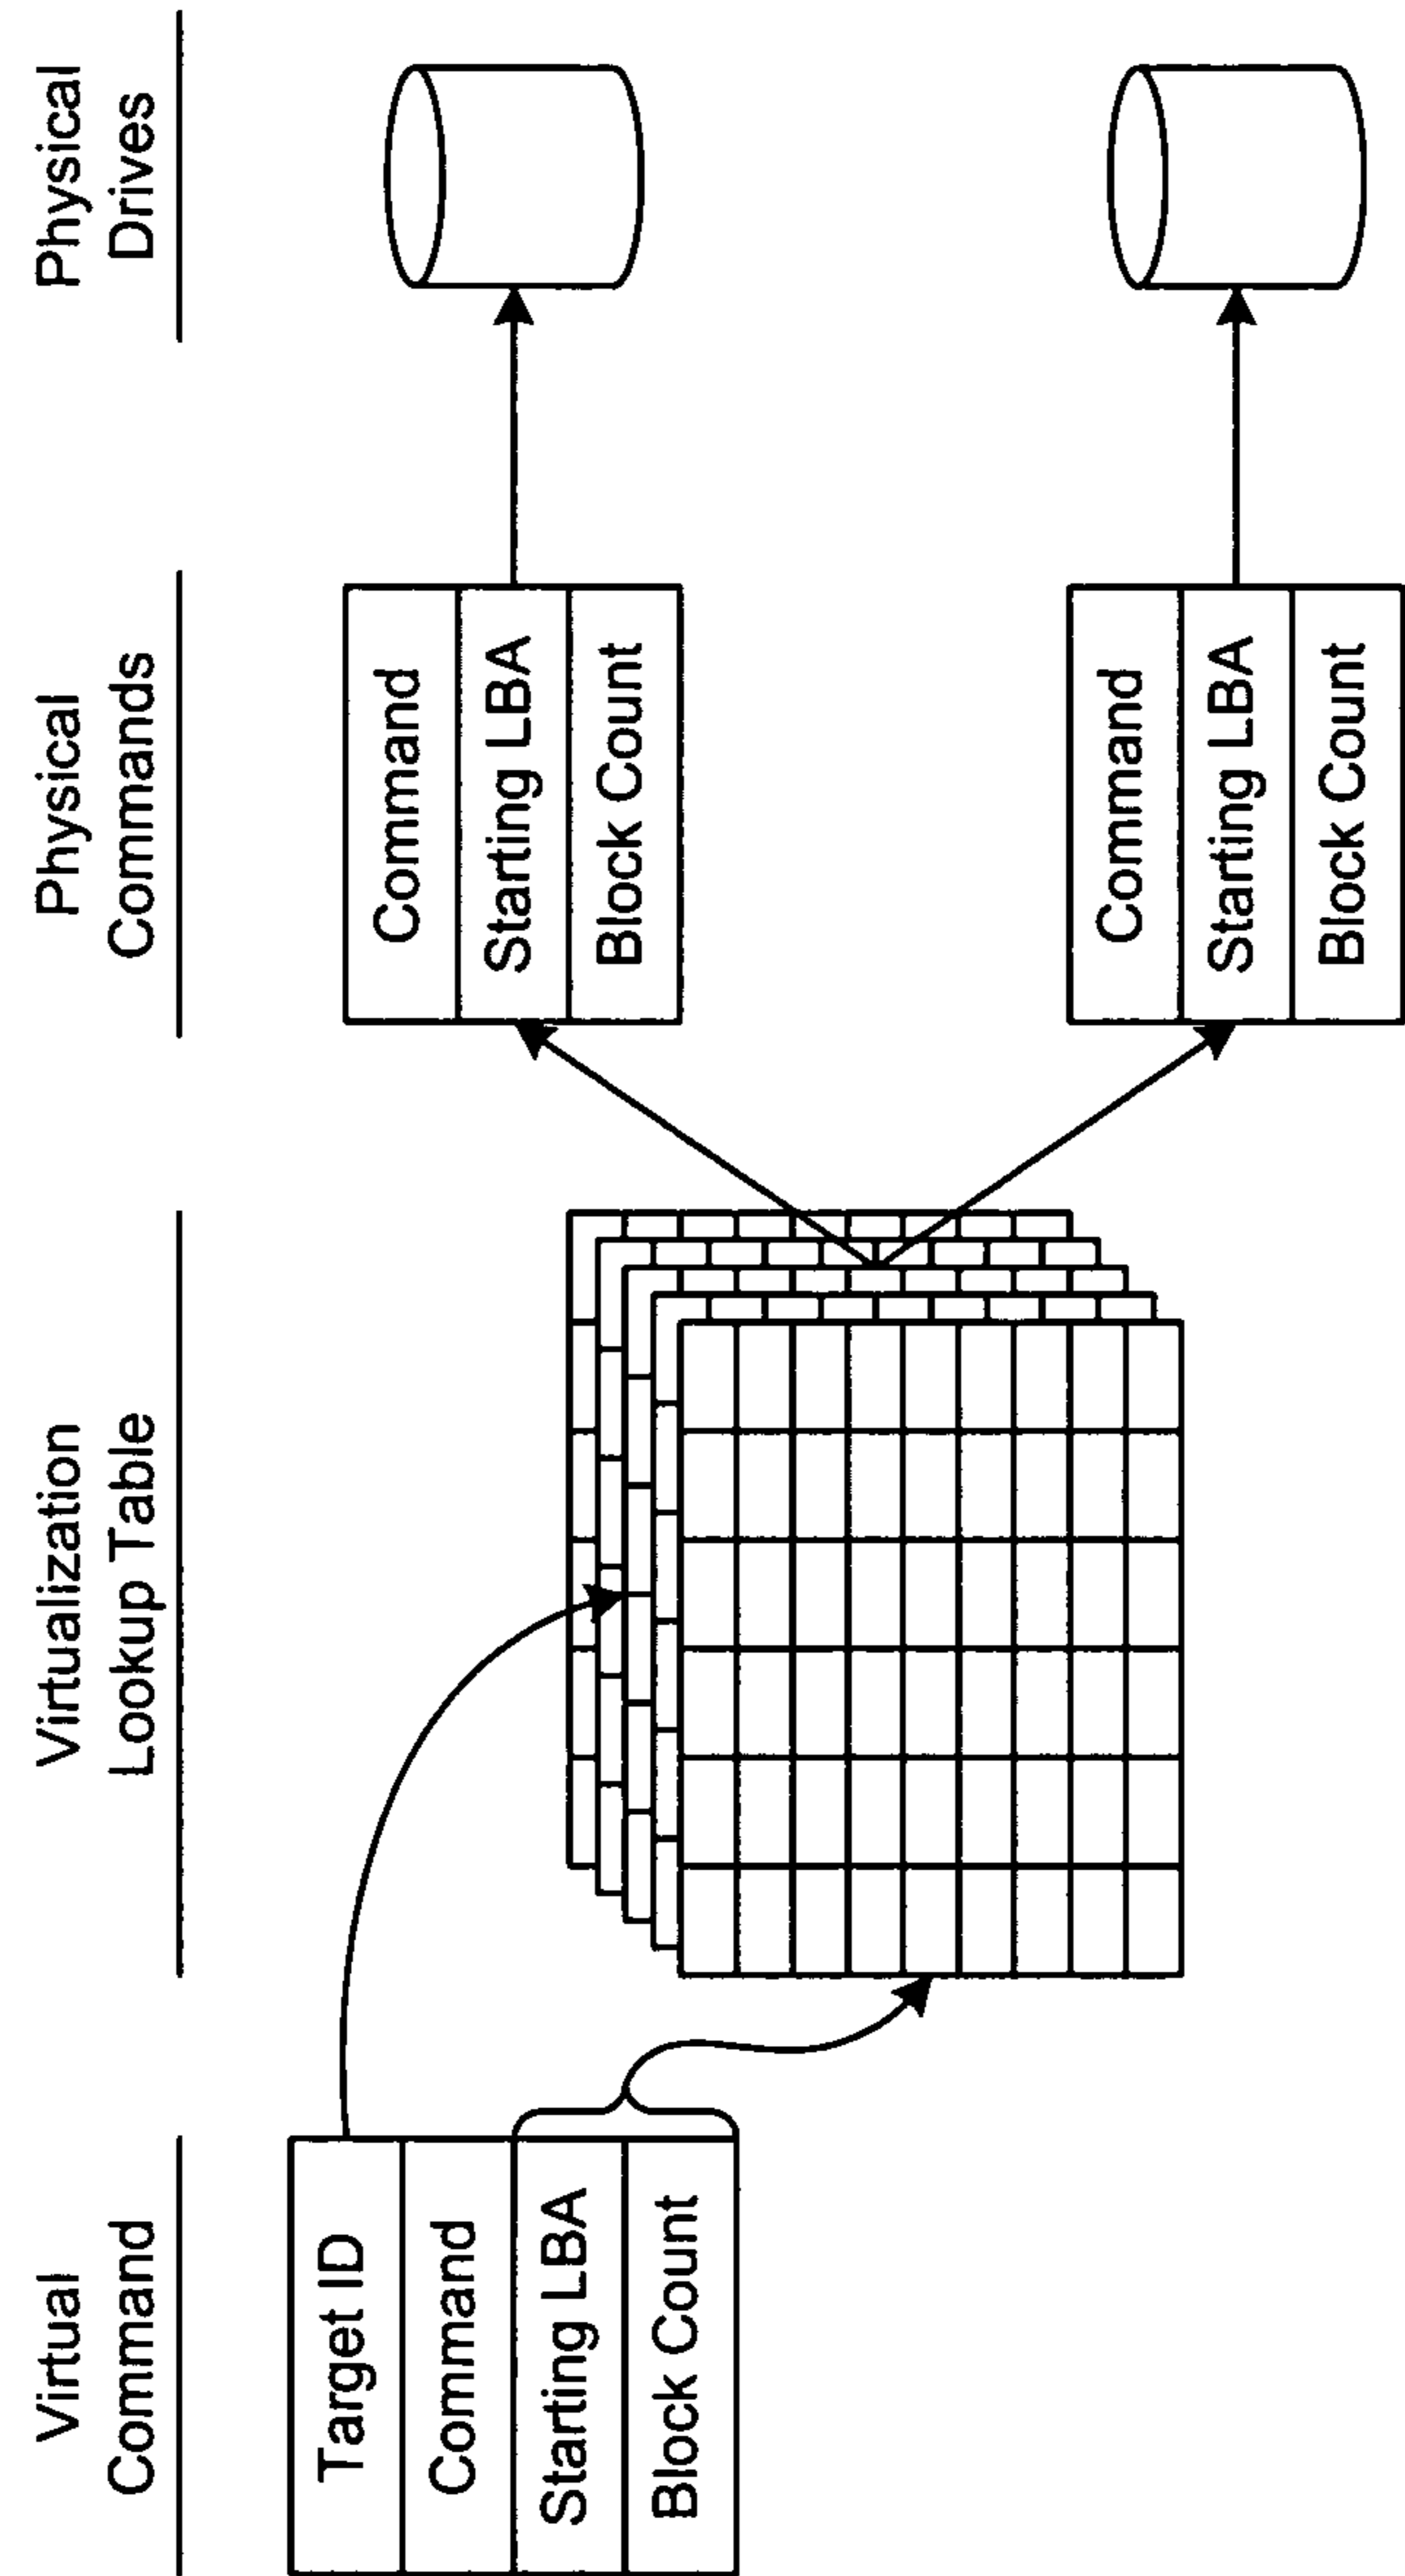 Virtual
Command
Virtualization
Lookup Table
Physical
Commands
Physical
Drives
Target ID
Command
Starting LBA
Block Count
Command
Starting LBA
Block Count
Command
Starting LBA
Block Count